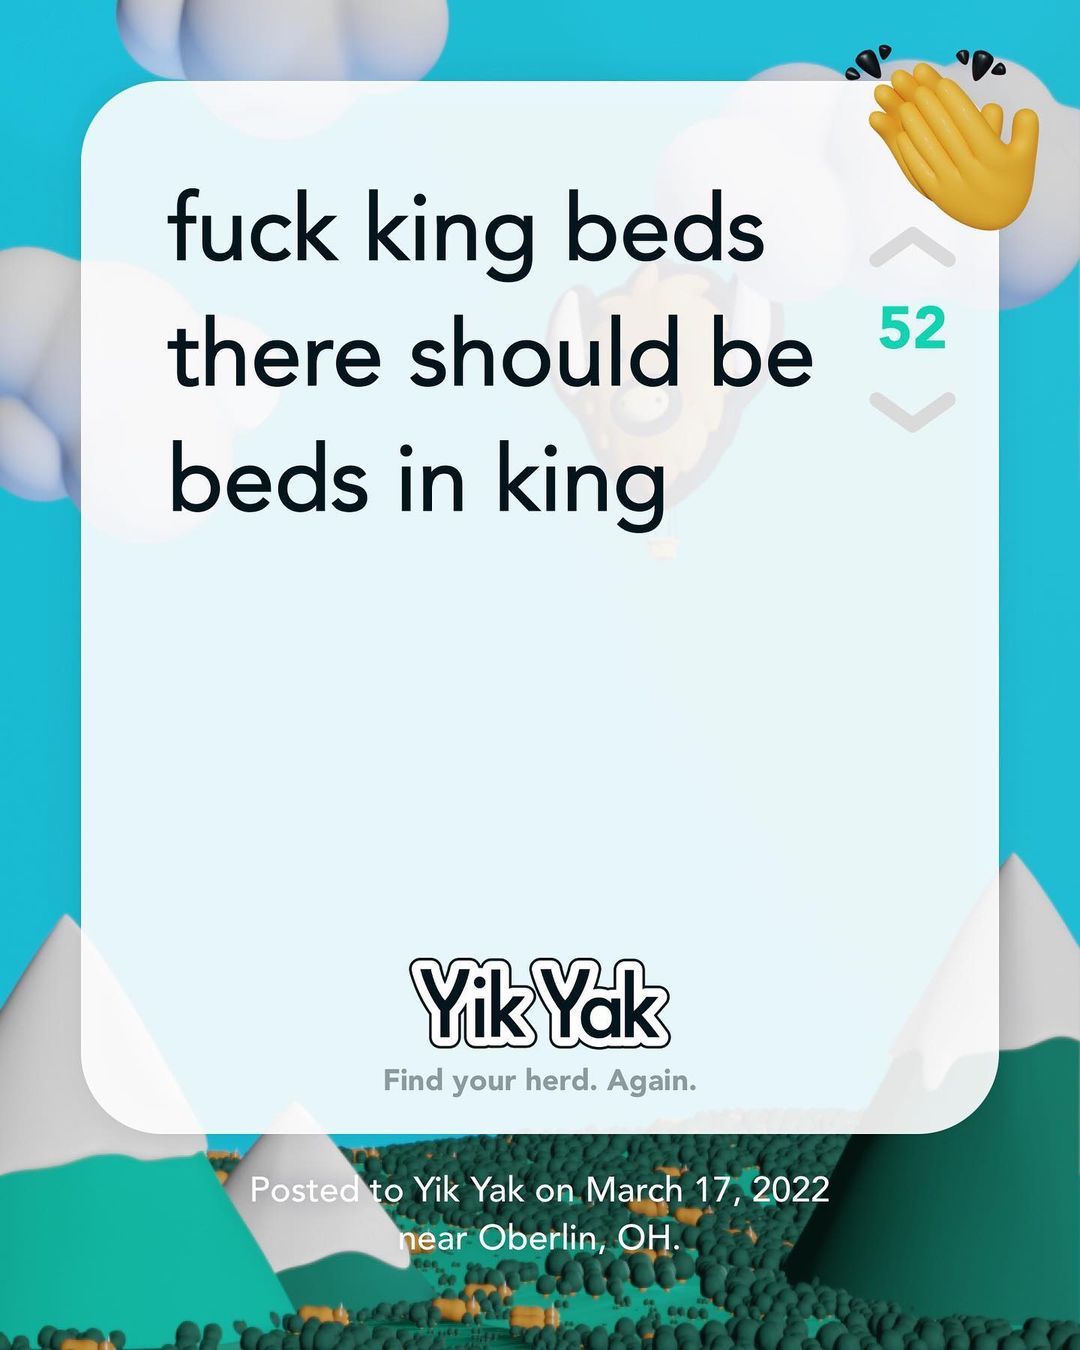 fuck king beds
there should be
beds in king
52
Yik Yak
Find your herd. Again.
Posted to Yik Yak on March 17, 2022
near Oberlin, OH.